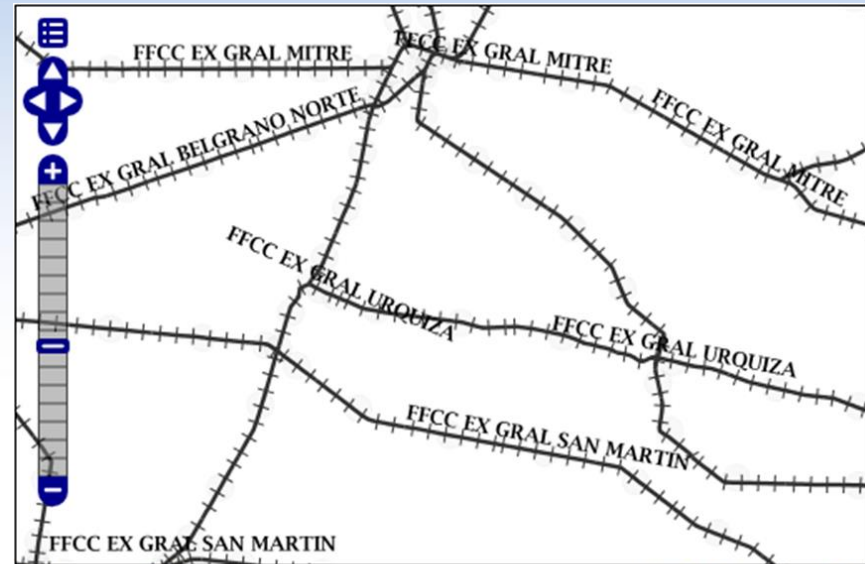 FFCC EX GRAL MITRE
FFCC EX GRAL MITRE
FFCC EX GRAL MITRE
FFCC EX GRAL BELGRANO NORTE
FFCC EX GRAL URQUIZA
FFCC EX GRAL URQUIZA
FFCC EX GRAL SAN MARTIN
FFCC EX GRAL SAN MARTIN